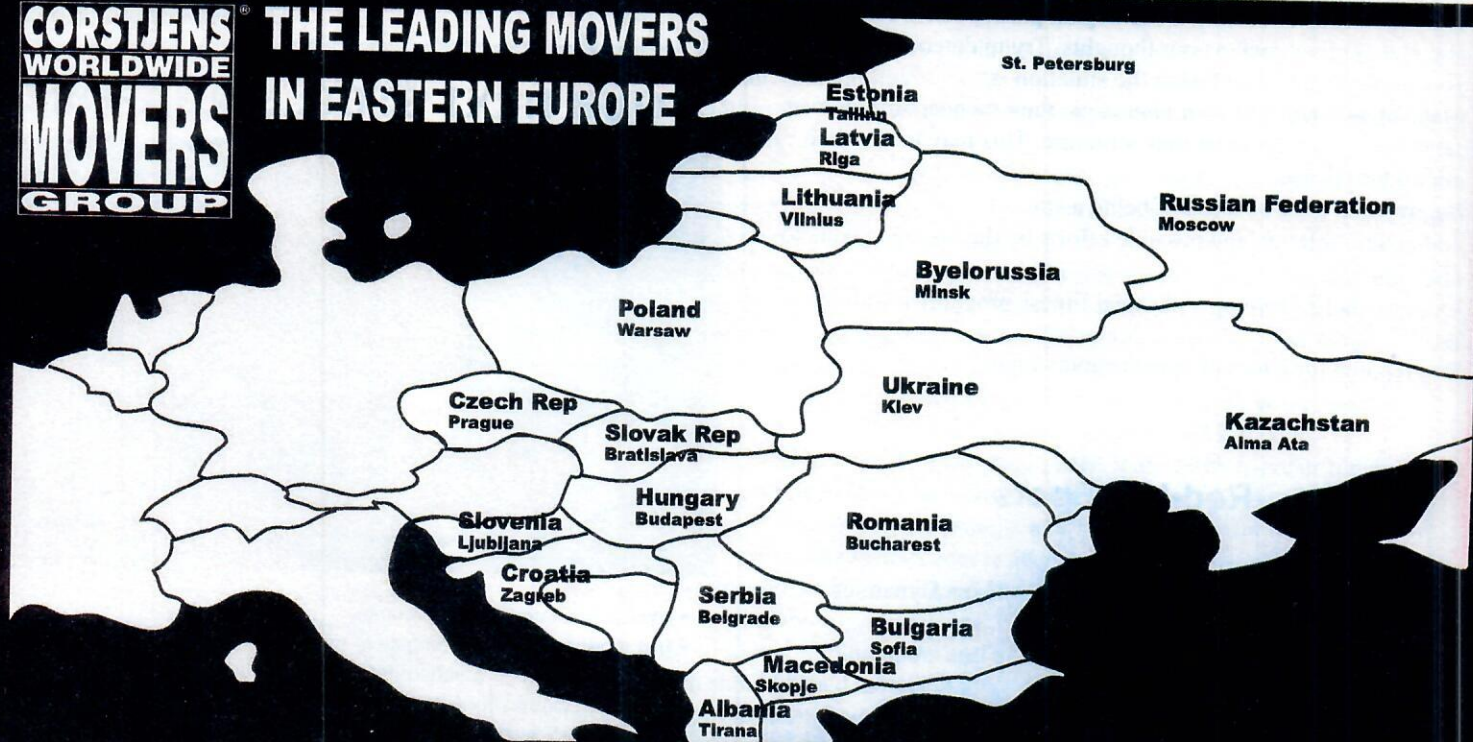 CORSTJENS®
WORLDWIDE
MOVERS
GROUP
THE LEADING MOVERS
IN EASTERN EUROPE
St. Petersburg
Estonia
Tallinn
Latvia
Riga
Lithuania
Vilnius
Russian Federation
Moscow
Byelorussia
Minsk
Poland
Warsaw
Ukraine
Kiev
Czech Rep
Prague
Kazachstan
Alma Ata
Slovak Rep
Bratislava
Hungary
Budapest
Slovenia
Ljubljana
Romania
Bucharest
Croatia
Zagreb
Serbia
Belgrade
Bulgaria
Sofia
Macedonia
Skopje
Albania
Tirana